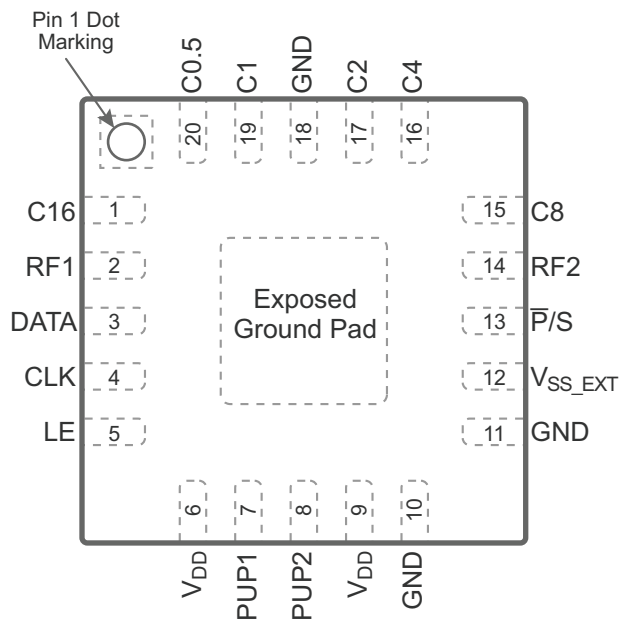 Pin 1 Dot
Marking
C0.5
C1
GND
C2
C4
20
19
18
17
16
C16 1
15 C8
RF1 2
14 RF2
Exposed
Ground Pad
DATA 3
13 P̅/S
CLK 4
12 VSS_EXT
LE 5
11 GND
6
7
8
9
10
VDD
PUP1
PUP2
VDD
GND